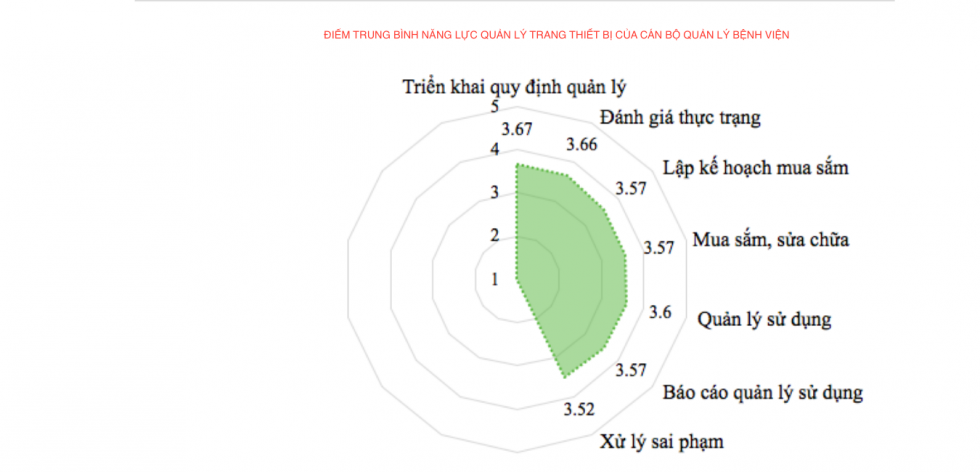 ĐIỂM TRUNG BÌNH NĂNG LỰC QUẢN LÝ TRANG THIẾT BỊ CỦA CÁN BỘ QUẢN LÝ BỆNH VIỆN
Triển khai quy định quản lý
5
3.67
Đánh giá thực trạng
4
3.66
Lập kế hoạch mua sắm
3
3.57
2
3.57
Mua sắm, sửa chữa
1
3.6
Quản lý sử dụng
3.57
Báo cáo quản lý sử dụng
3.52
Xử lý sai phạm